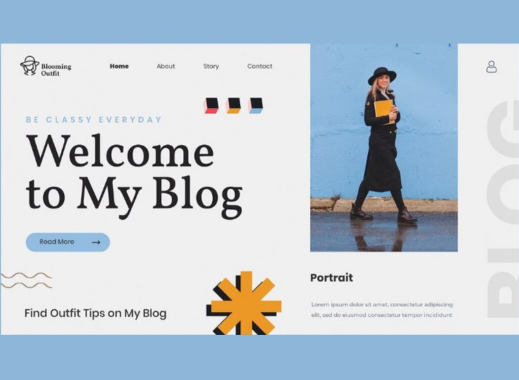 Blooming
Outfit
Home About Story Contact
BE CLASSY EVERYDAY
Welcome
to My Blog
Read More
Find Outfit Tips on My Blog
Portrait
Lorem ipsum dolor sit amet, consectetur adipiscing
elit, sed do eiusmod consectetur tempor incididunt
BLOG